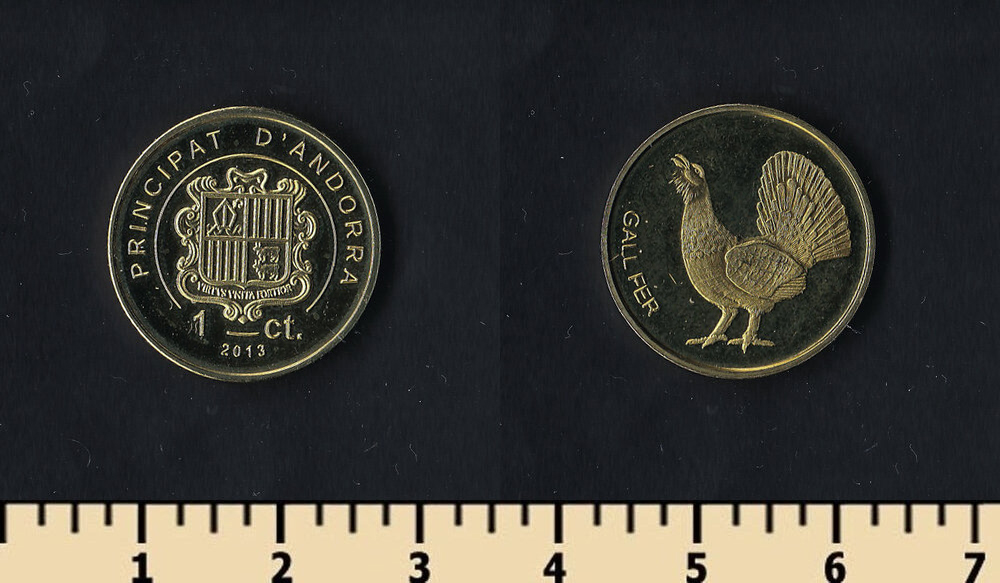 PRINCIPAT D'ANDORRA
VIRTVS VNITA FORTIOR
1 ct.
2013
GALL FER
1 2 3 4 5 6 7